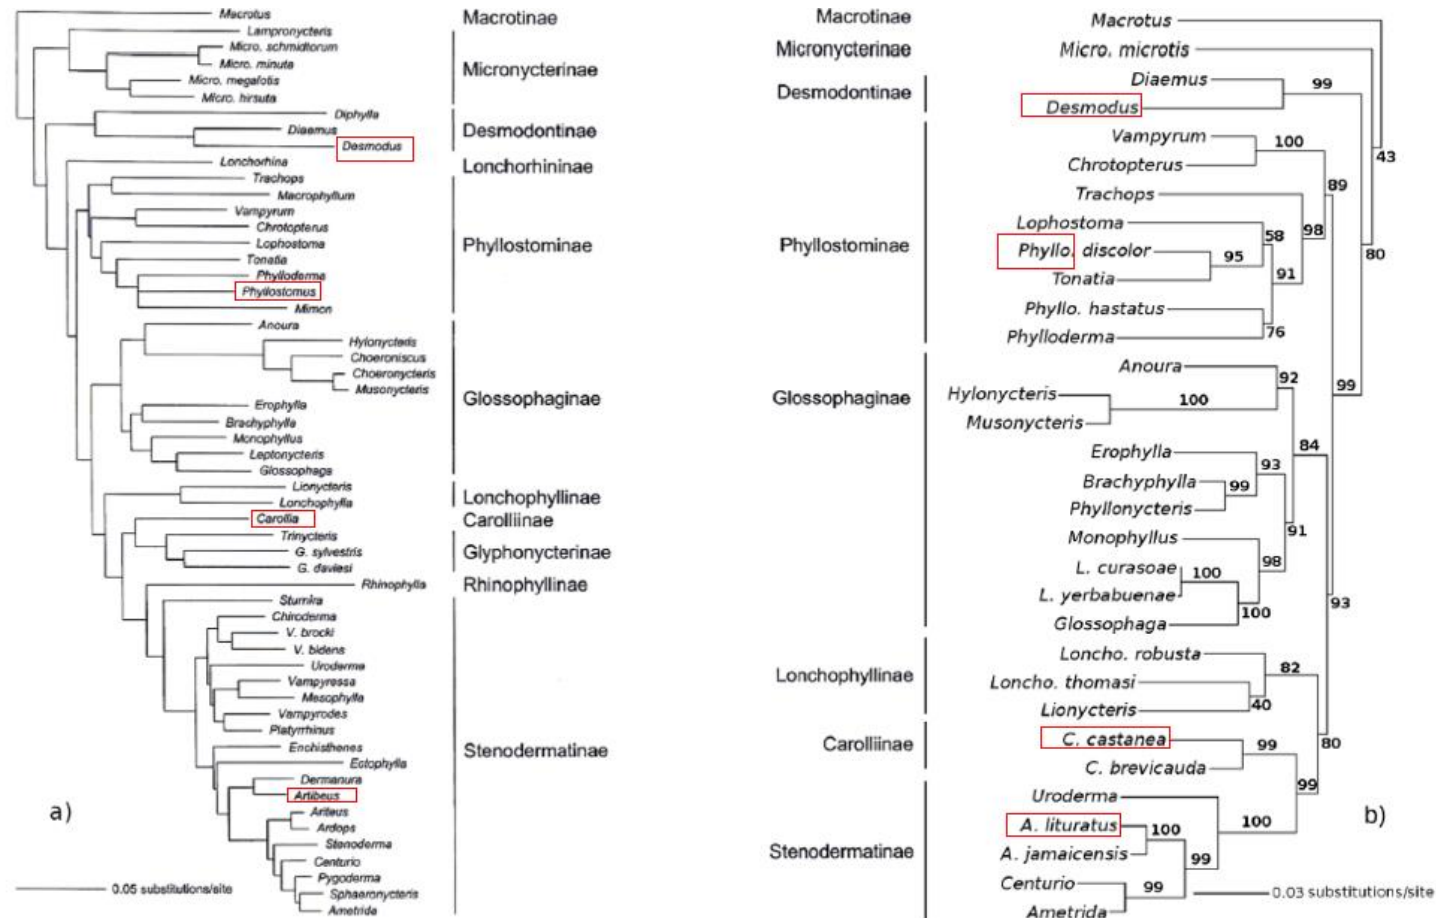 Macrotus
Macrotinae
Lampronycteris
Micro. schmidtorum
Micro. minuta
Micro. megalotis
Micro. hirsuta
Micronycterinae
Diphylla
Diaemus
Desmodus
Desmodontinae
Lonchorhina
Lonchorhininae
Trachops
Macrophyllum
Vampyrum
Chrotopterus
Lophostoma
Tonatia
Phylloderma
Phyllostomus
Mimon
Phyllostominae
Anoura
Hylonycteris
Choeroniscus
Choeronycteris
Musonycteris
Erophylla
Brachyphylla
Monophyllus
Leptonycteris
Glossophaga
Glossophaginae
Lionycteris
Lonchophylla
Lonchophyllinae
Carollia
Carolliinae
Trinycteris
G. sylvestris
G. daviesi
Glyphonycterinae
Rhinophylla
Rhinophyllinae
Sturnira
Chiroderma
V. brocki
V. bidens
Uroderma
Vampyressa
Mesophylla
Vampyrodes
Platyrrhinus
Enchisthenes
Ectophylla
Dermanura
Artibeus
Ariteus
Ardops
Stenoderma
Centurio
Pygoderma
Sphaeronycteris
Ametrida
Stenodermatinae
a)
0.05 substitutions/site
Macrotinae
Macrotus
Micronycterinae
Micro. microtis
43
Desmodontinae
Diaemus
Desmodus
99
80
Phyllostominae
Vampyrum
Chrotopterus
100
89
Trachops
98
Lophostoma
58
Phyllo. discolor
Tonatia
95
91
Phyllo. hastatus
Phylloderma
76
99
Glossophaginae
Anoura
92
Hylonycteris
Musonycteris
100
84
Erophylla
93
Brachyphylla
99
Phyllonycteris
91
Monophyllus
98
L. curasoae
100
L. yerbabuenae
100
Glossophaga
93
Lonchophyllinae
Loncho. robusta
82
Loncho. thomasi
40
Lionycteris
80
Carolliinae
C. castanea
99
C. brevicauda
99
Stenodermatinae
Uroderma
100
A. lituratus
100
A. jamaicensis
99
Centurio
99
Ametrida
b)
0.03 substitutions/site